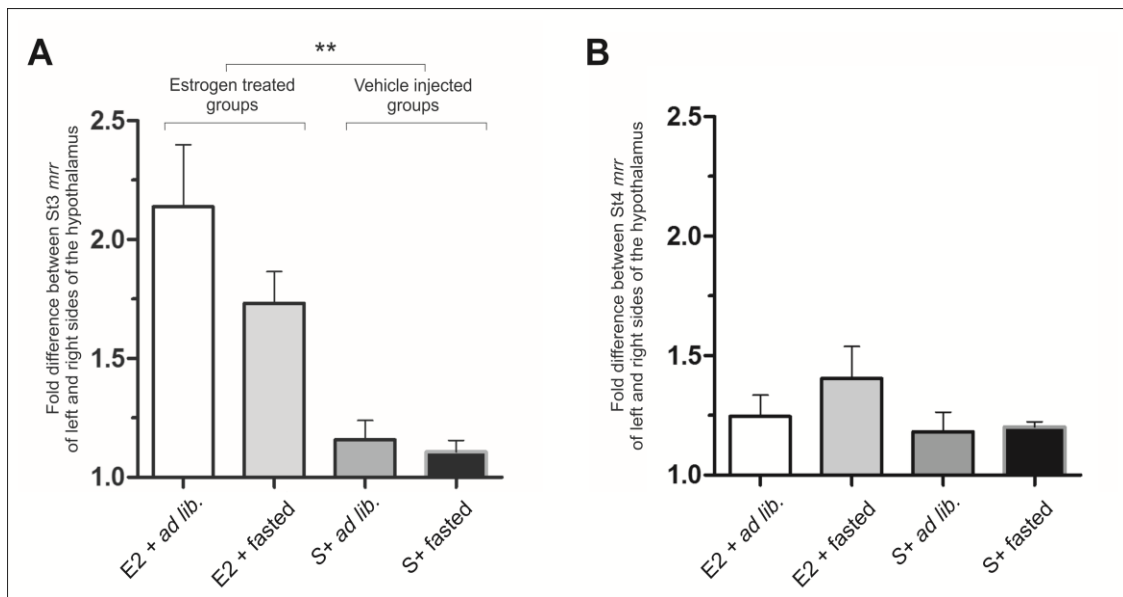 A
**
Estrogen treated
groups
Vehicle injected
groups
Fold difference between St3 mrr
of left and right sides of the hypothalamus
2.5
2.0
1.5
1.0
E2 + ad lib.
E2 + fasted
S+ ad lib.
S+ fasted
B
Fold difference between St4 mrr
of left and right sides of the hypothalamus
2.5
2.0
1.5
1.0
E2 + ad lib.
E2 + fasted
S+ ad lib.
S+ fasted